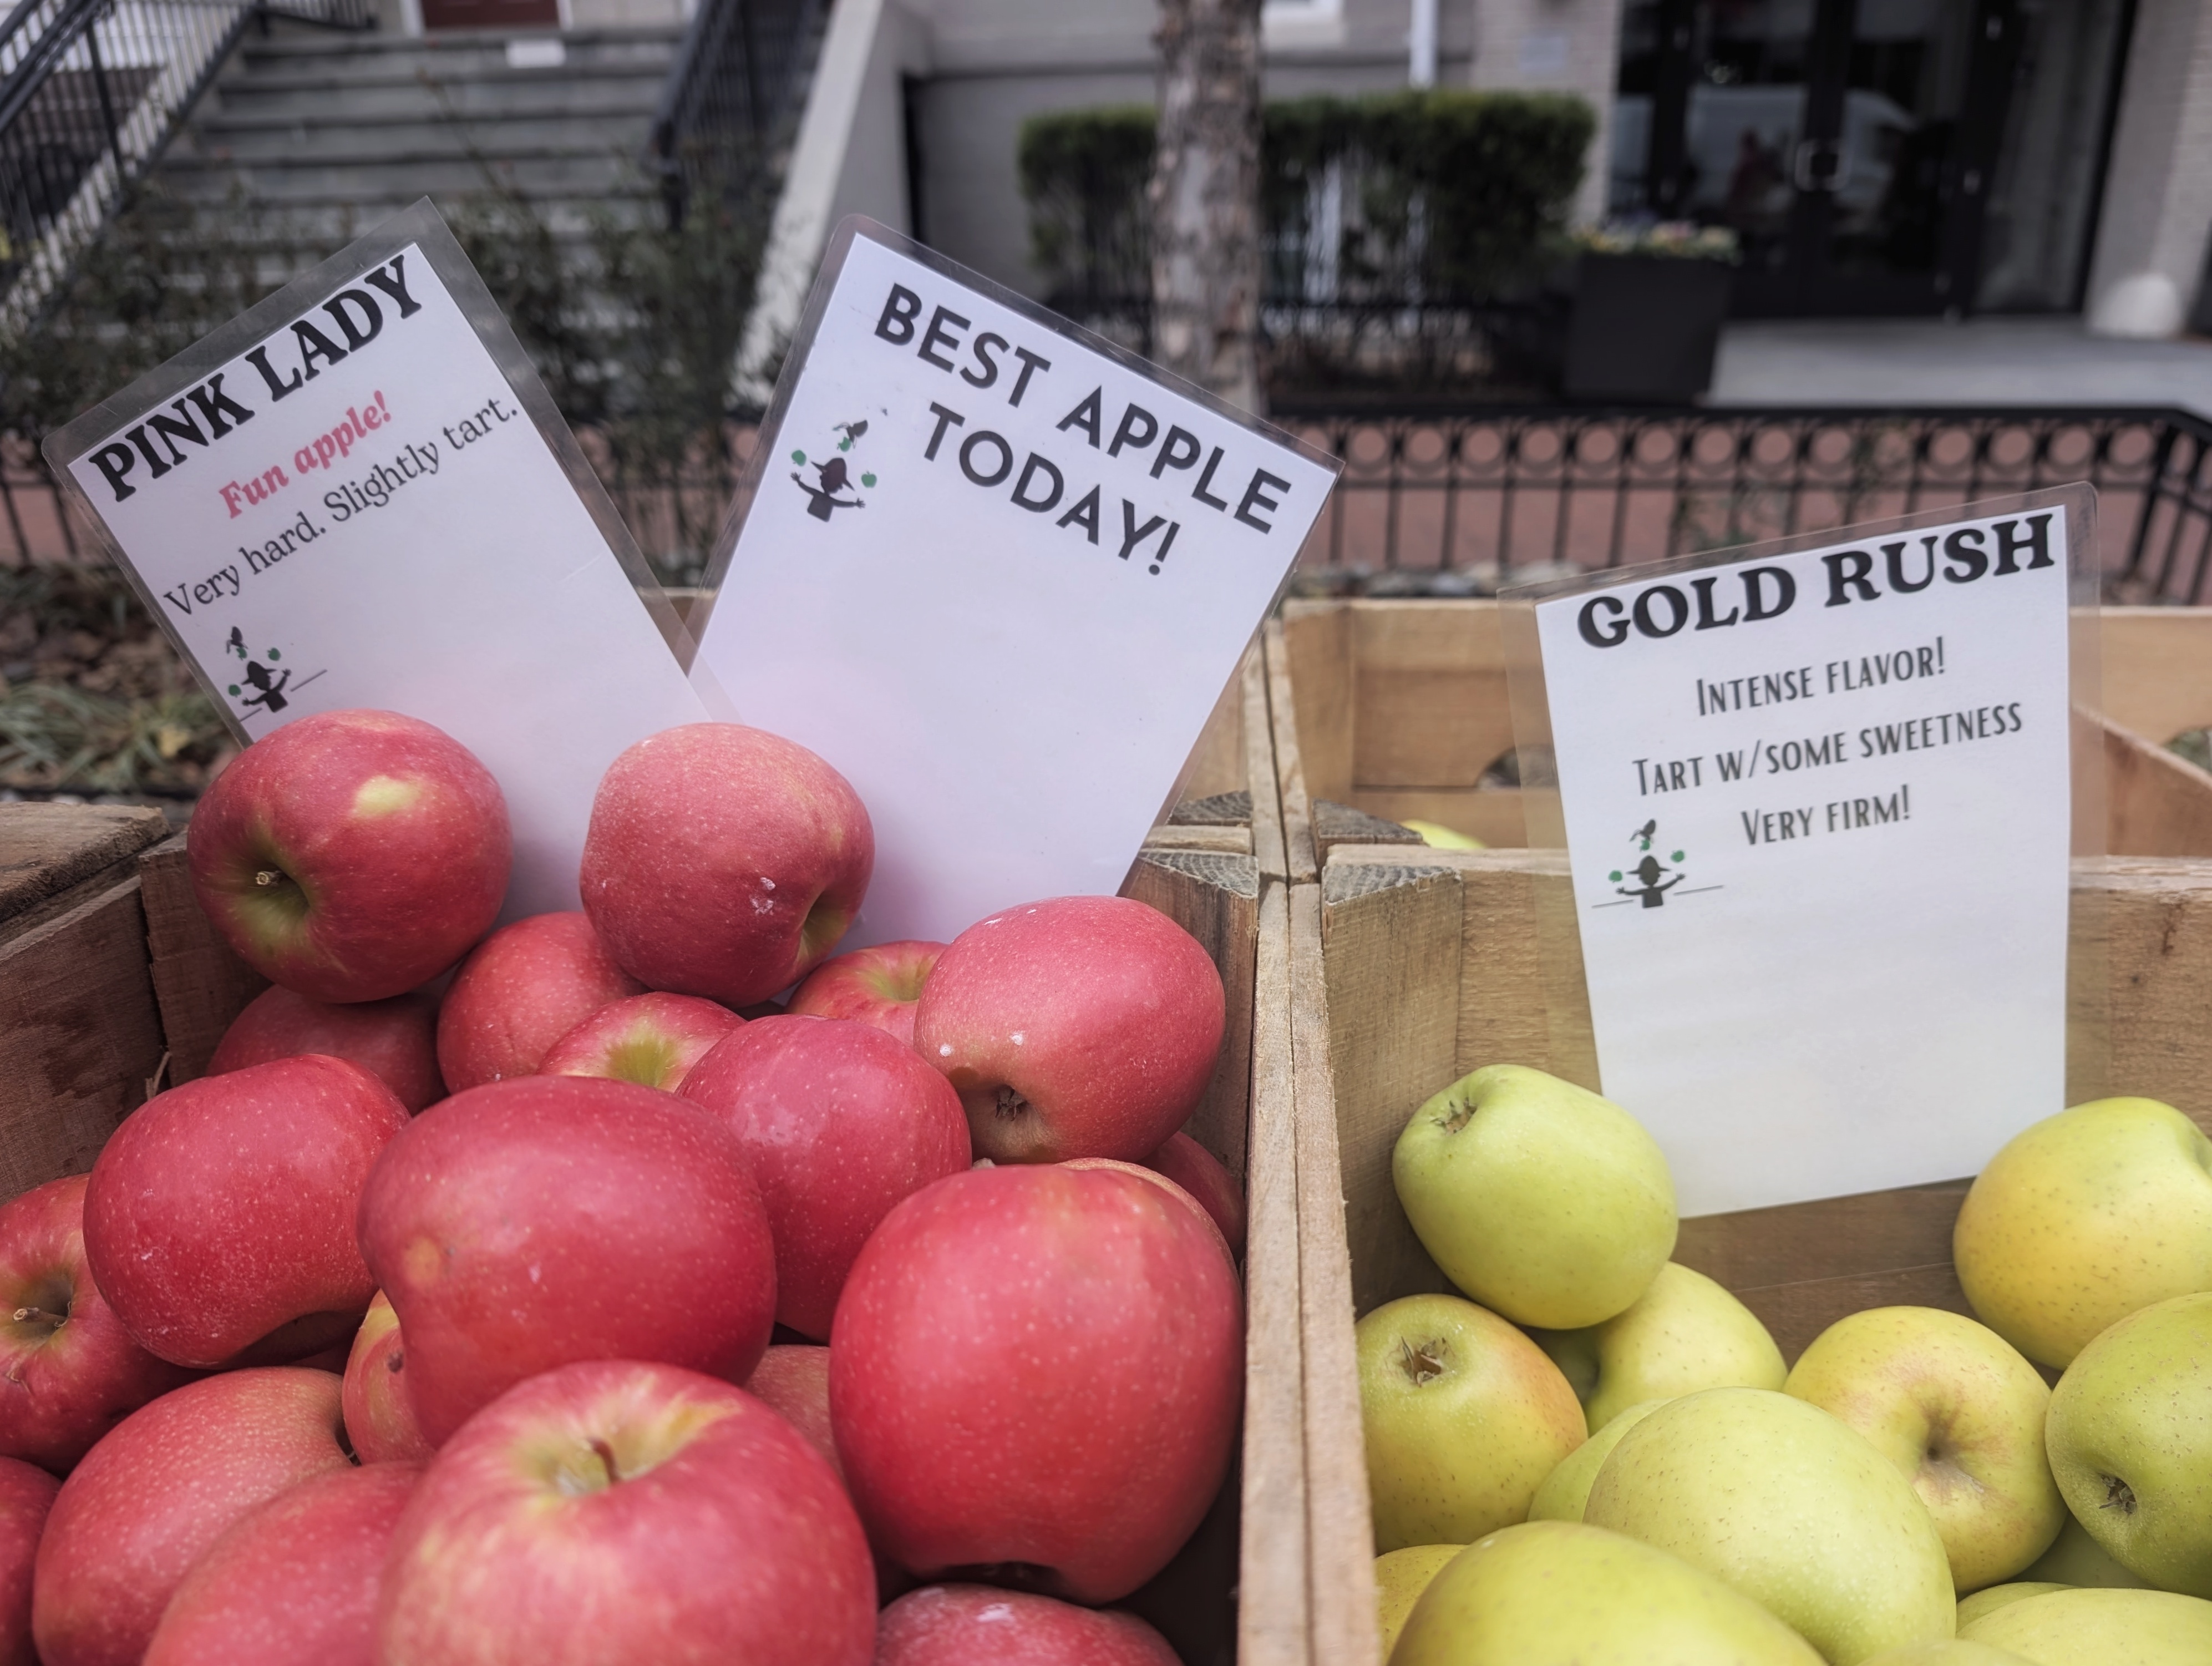 PINK LADY
Fun apple!
Very hard. Slightly tart.
BEST APPLE
TODAY!
GOLD RUSH
INTENSE FLAVOR!
TART W/SOME SWEETNESS
VERY FIRM!